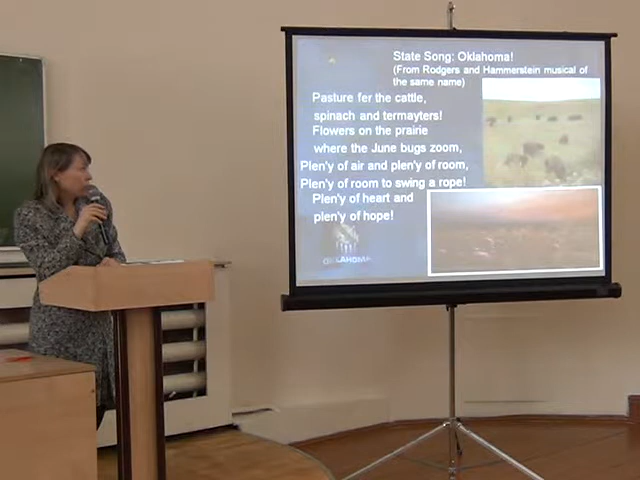 State Song: Oklahoma!
(From Rodgers and Hammerstein musical of
the same name)
Pasture fer the cattle,
spinach and termayters!
Flowers on the prairie
where the June bugs zoom,
Plen'y of air and plen'y of room,
Plen'y of room to swing a rope!
Plen'y of heart and
plen'y of hope!
OKLAHOMA